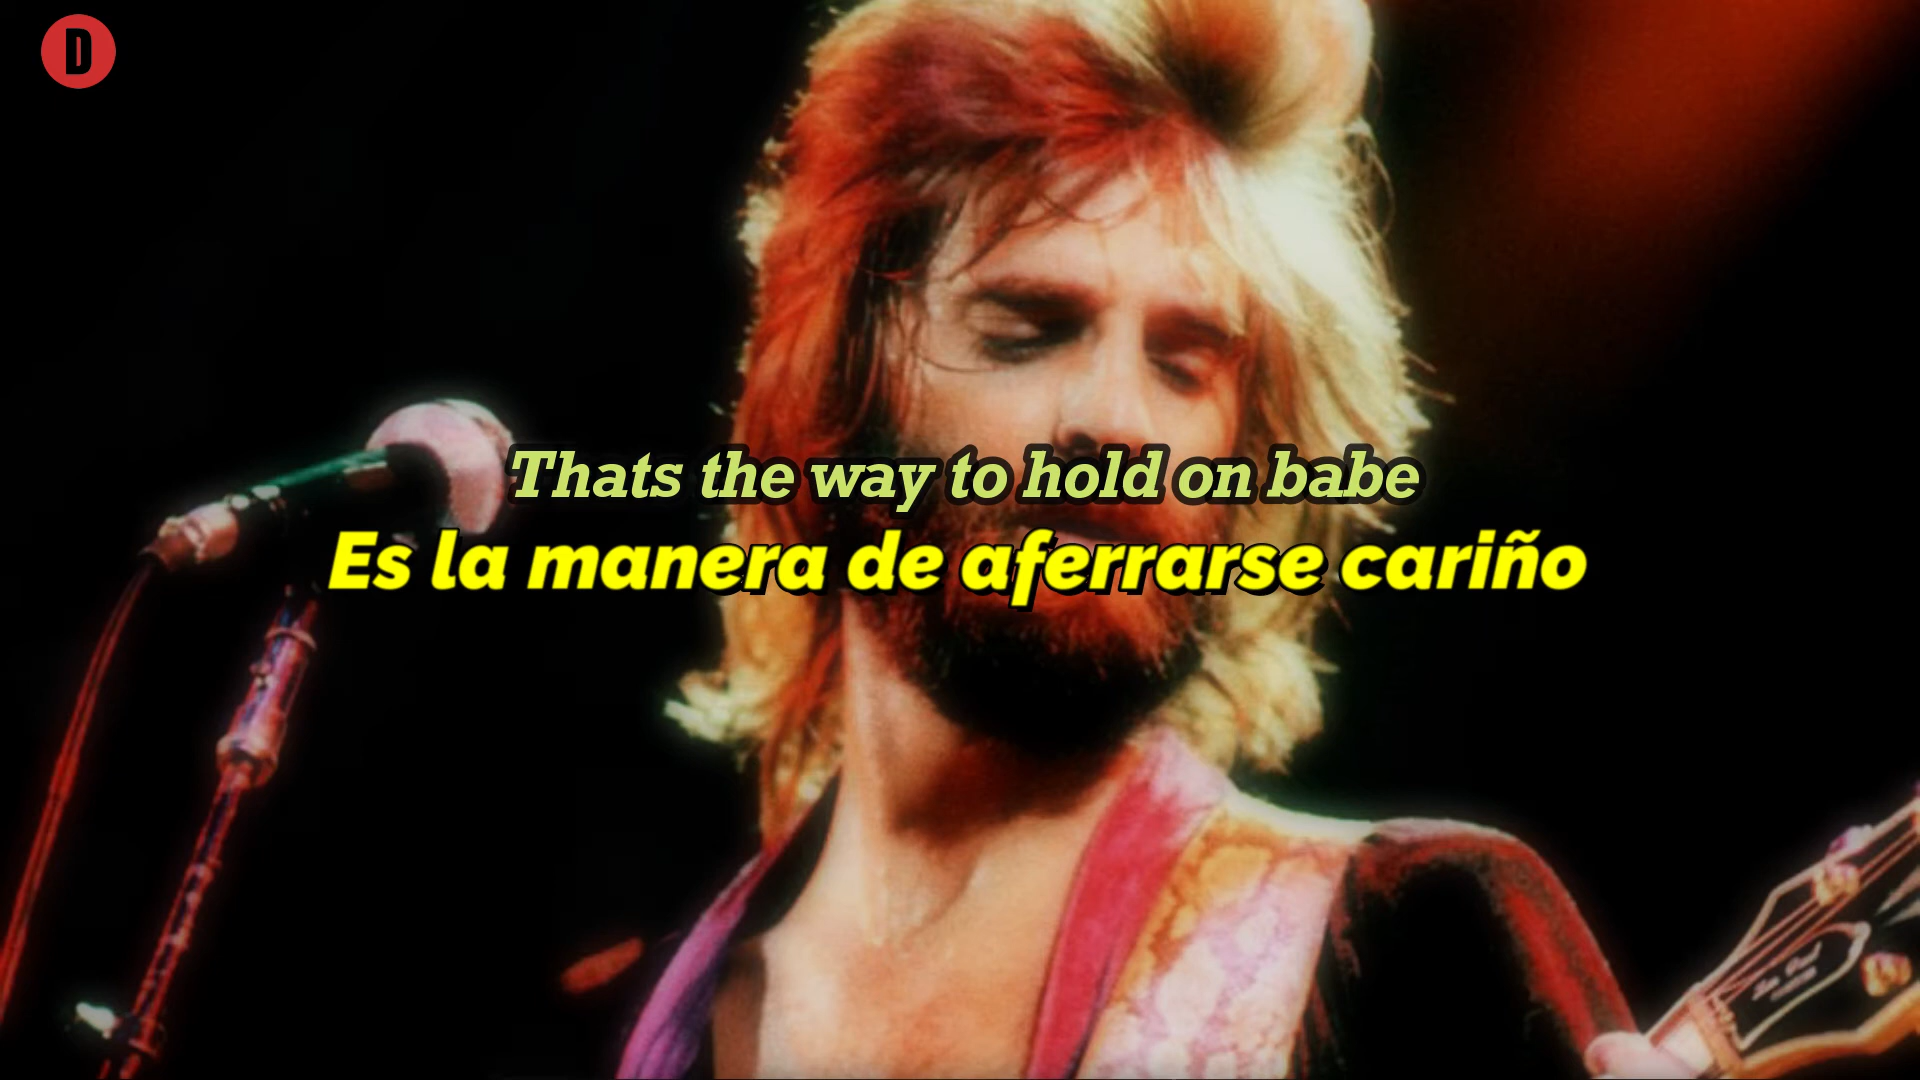 D
Thats the way to hold on babe
Es la manera de aferrarse cariño